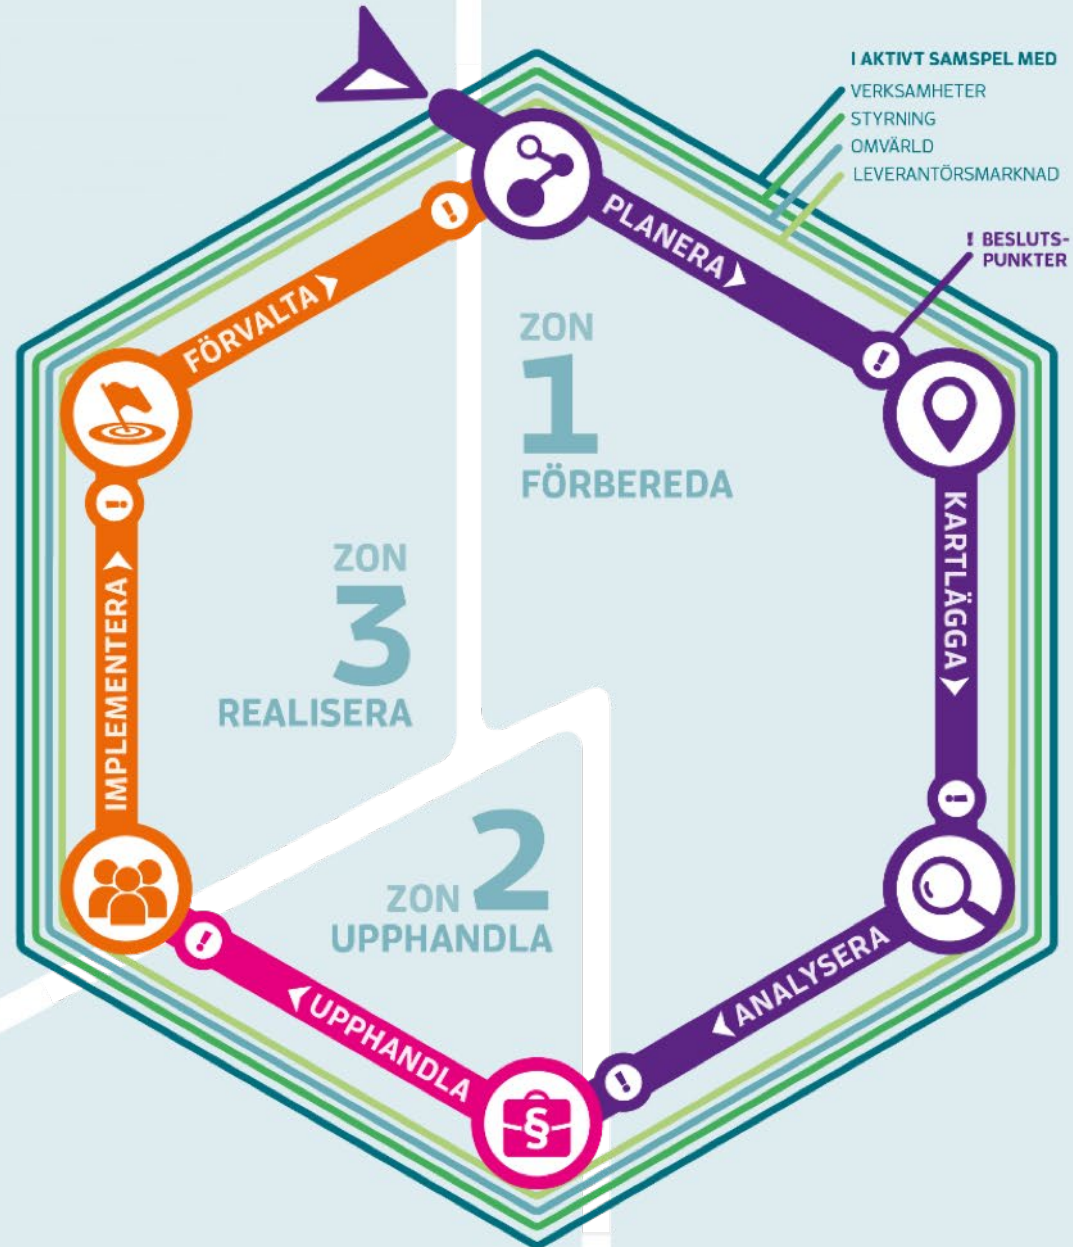 I AKTIVT SAMSPEL MED
VERKSAMHETER
STYRNING
OMVÄRLD
LEVERANTÖRSMARKNAD
! BESLUTS-
PUNKTER
!
PLANERA
!
FÖRVALTA
ZON
1
FÖRBEREDA
!
KARTLÄGGA
ZON
3
REALISERA
IMPLEMENTERA
!
ZON 2
UPPHANDLA
!
ANALYSERA
UPPHANDLA
!
§